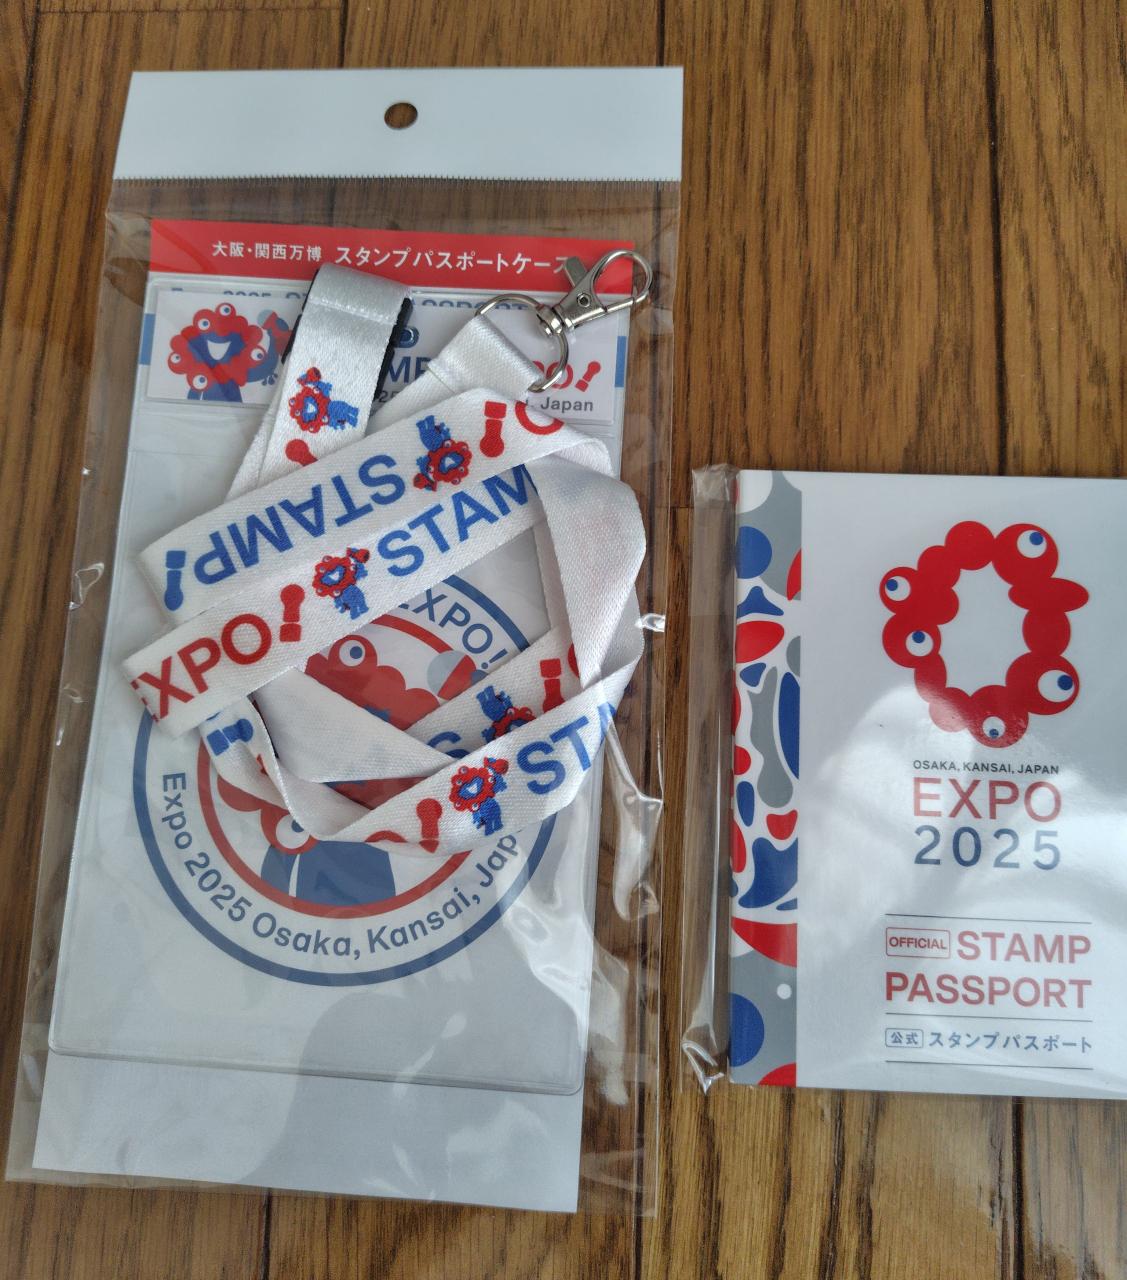 大阪・関西万博 スタンプパスポートケース
Japan
STAMP!
STAM
EXPO!
EXPO!
ST
Expo 2025 Osaka, Kansai, Jap
OSAKA, KANSAI, JAPAN
EXPO
2025
OFFICIAL STAMP
PASSPORT
公式 スタンプパスポート